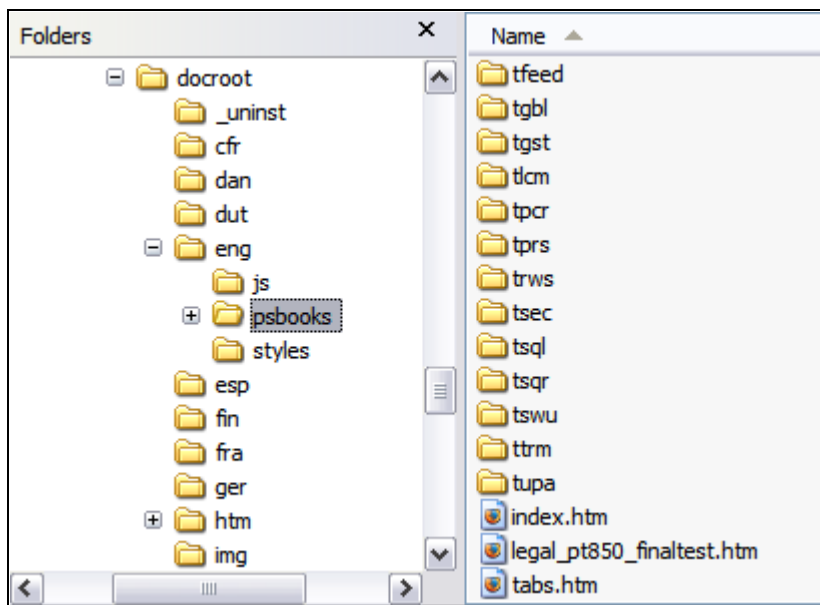 Folders
docroot
_uninst
cfr
dan
dut
eng
js
psbooks
styles
esp
fin
fra
ger
htm
img
Name
tfeed
tgbl
tgst
tlcm
tpcr
tprs
trws
tsec
tsql
tsqr
tswu
ttrm
tupa
index.htm
legal_pt850_finaltest.htm
tabs.htm